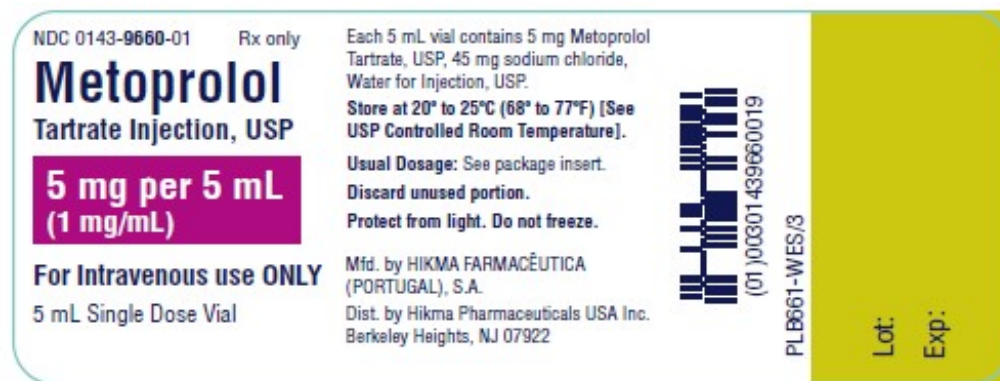 NDC 0143-9660-01 Rx only
Metoprolol
Tartrate Injection, USP
5 mg per 5 mL
(1 mg/mL)
For Intravenous use ONLY
5 mL Single Dose Vial
Each 5 mL vial contains 5 mg Metoprolol
Tartrate, USP, 45 mg sodium chloride,
Water for Injection, USP.
Store at 20º to 25ºC (68º to 77ºF) [See
USP Controlled Room Temperature].
Usual Dosage: See package insert.
Discard unused portion.
Protect from light. Do not freeze.
Mfd. by HIKMA FARMACÊUTICA
(PORTUGAL), S.A.
Dist. by Hikma Pharmaceuticals USA Inc.
Berkeley Heights, NJ 07922
(01)00301439660019
PLB661-WES/3
Lot:
Exp: